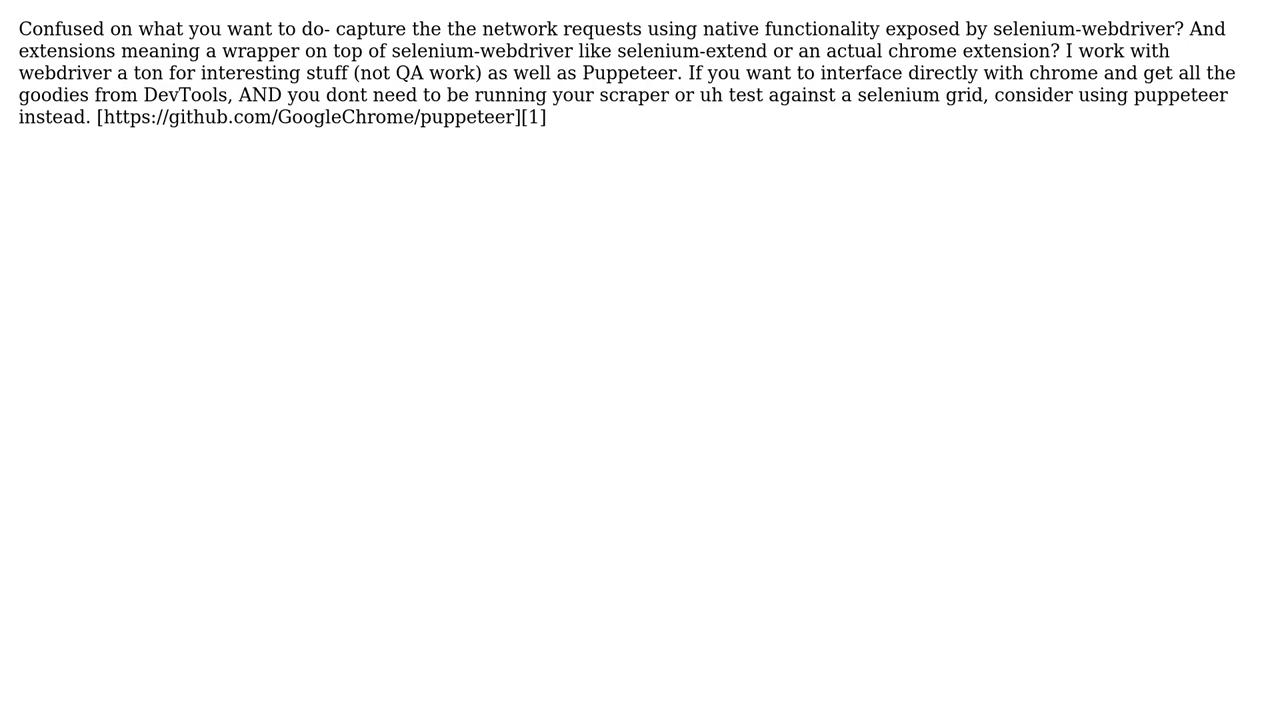 Confused on what you want to do- capture the the network requests using native functionality exposed by selenium-webdriver? And
extensions meaning a wrapper on top of selenium-webdriver like selenium-extend or an actual chrome extension? I work with
webdriver a ton for interesting stuff (not QA work) as well as Puppeteer. If you want to interface directly with chrome and get all the
goodies from DevTools, AND you dont need to be running your scraper or uh test against a selenium grid, consider using puppeteer
instead. [https://github.com/GoogleChrome/puppeteer][1]